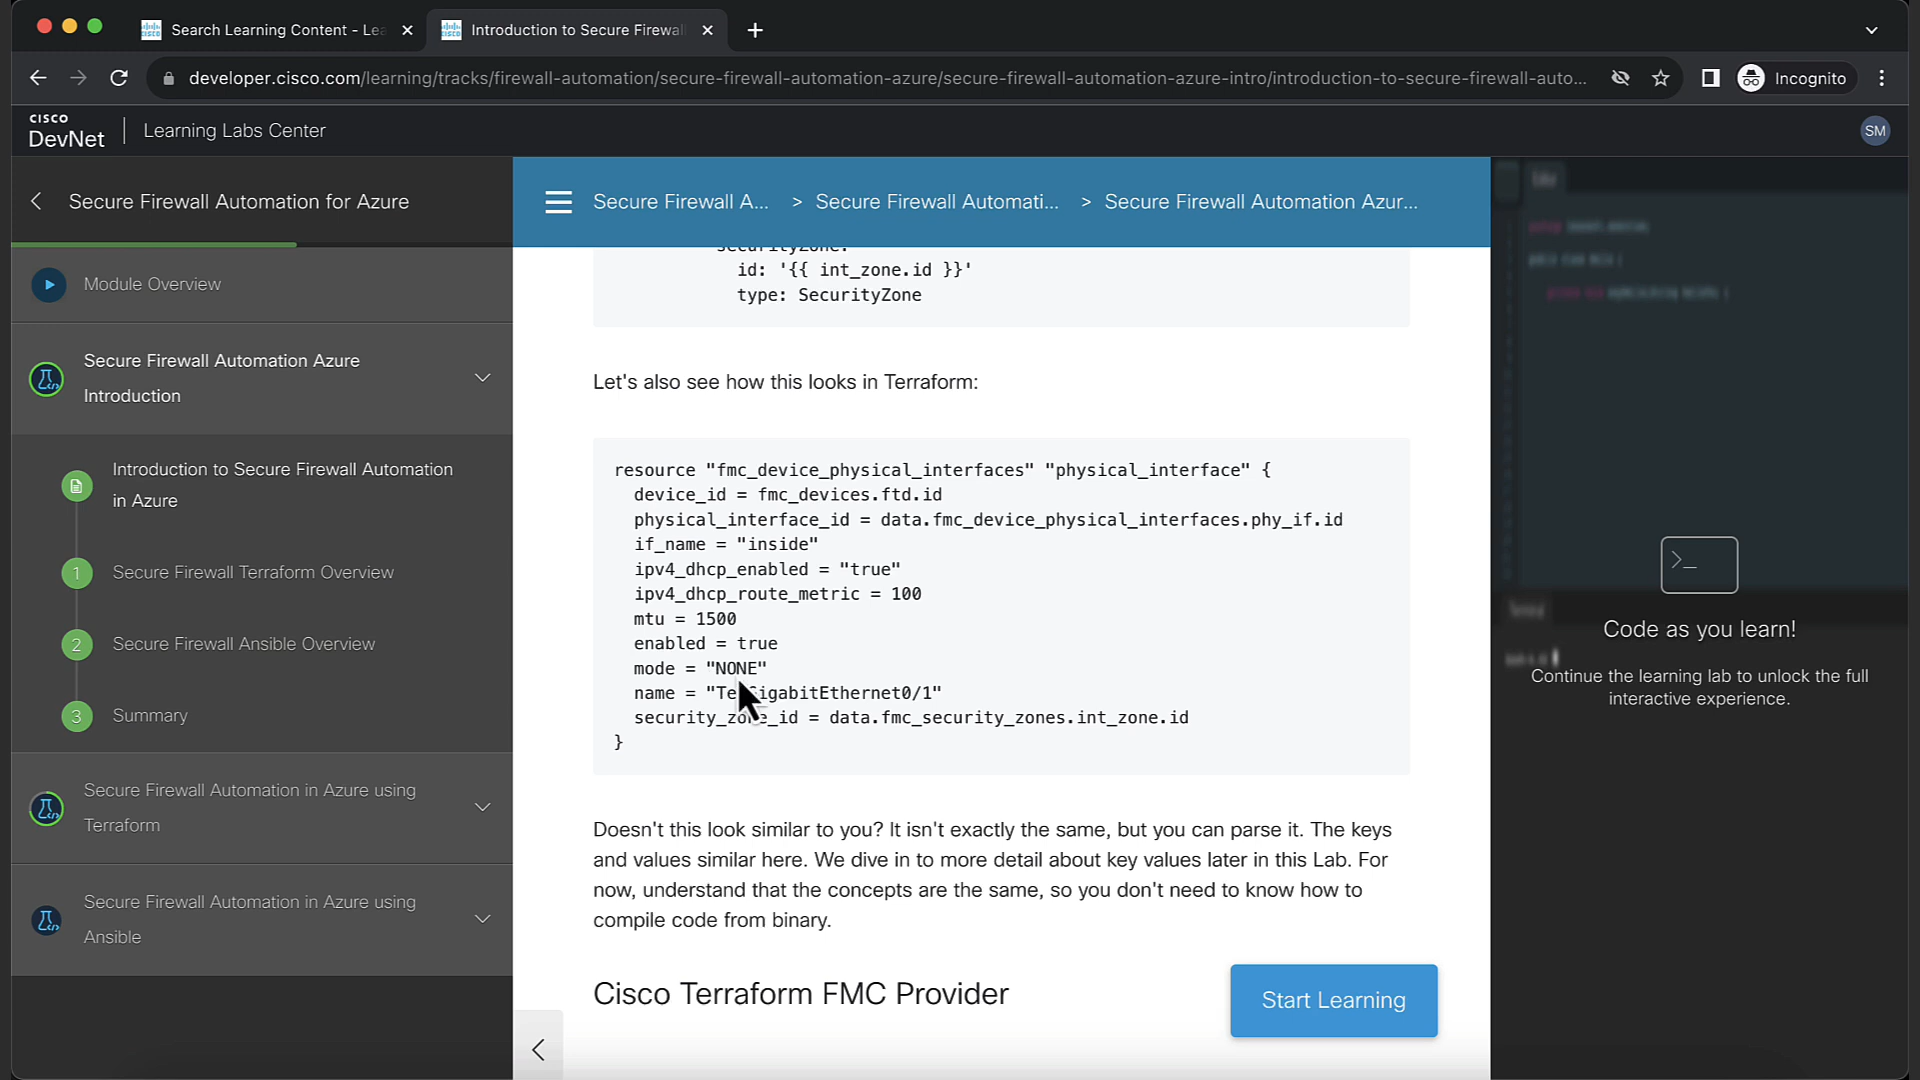 Search Learning Content - Lea
Introduction to Secure Firewal
developer.cisco.com/learning/tracks/firewall-automation/secure-firewall-automation-azure/secure-firewall-automation-azure-intro/introduction-to-secure-firewall-auto...
Incognito
CISCO
DevNet
Learning Labs Center
SM
Secure Firewall Automation for Azure
Module Overview
Secure Firewall Automation Azure
Introduction
Introduction to Secure Firewall Automation
in Azure
1 Secure Firewall Terraform Overview
2 Secure Firewall Ansible Overview
3 Summary
Secure Firewall Automation in Azure using
Terraform
Secure Firewall Automation in Azure using
Ansible
Secure Firewall A... > Secure Firewall Automati... > Secure Firewall Automation Azur...
securityZone:
id: '{{ int_zone.id }}'
type: SecurityZone
Let's also see how this looks in Terraform:
resource "fmc_device_physical_interfaces" "physical_interface" {
device_id = fmc_devices.ftd.id
physical_interface_id = data.fmc_device_physical_interfaces.phy_if.id
if_name = "inside"
ipv4_dhcp_enabled = "true"
ipv4_dhcp_route_metric = 100
mtu = 1500
enabled = true
mode = "NONE"
name = "TenGigabitEthernet0/1"
security_zone_id = data.fmc_security_zones.int_zone.id
}
Doesn't this look similar to you? It isn't exactly the same, but you can parse it. The keys
and values similar here. We dive in to more detail about key values later in this Lab. For
now, understand that the concepts are the same, so you don't need to know how to
compile code from binary.
Cisco Terraform FMC Provider
Start Learning
>_
Code as you learn!
Continue the learning lab to unlock the full
interactive experience.